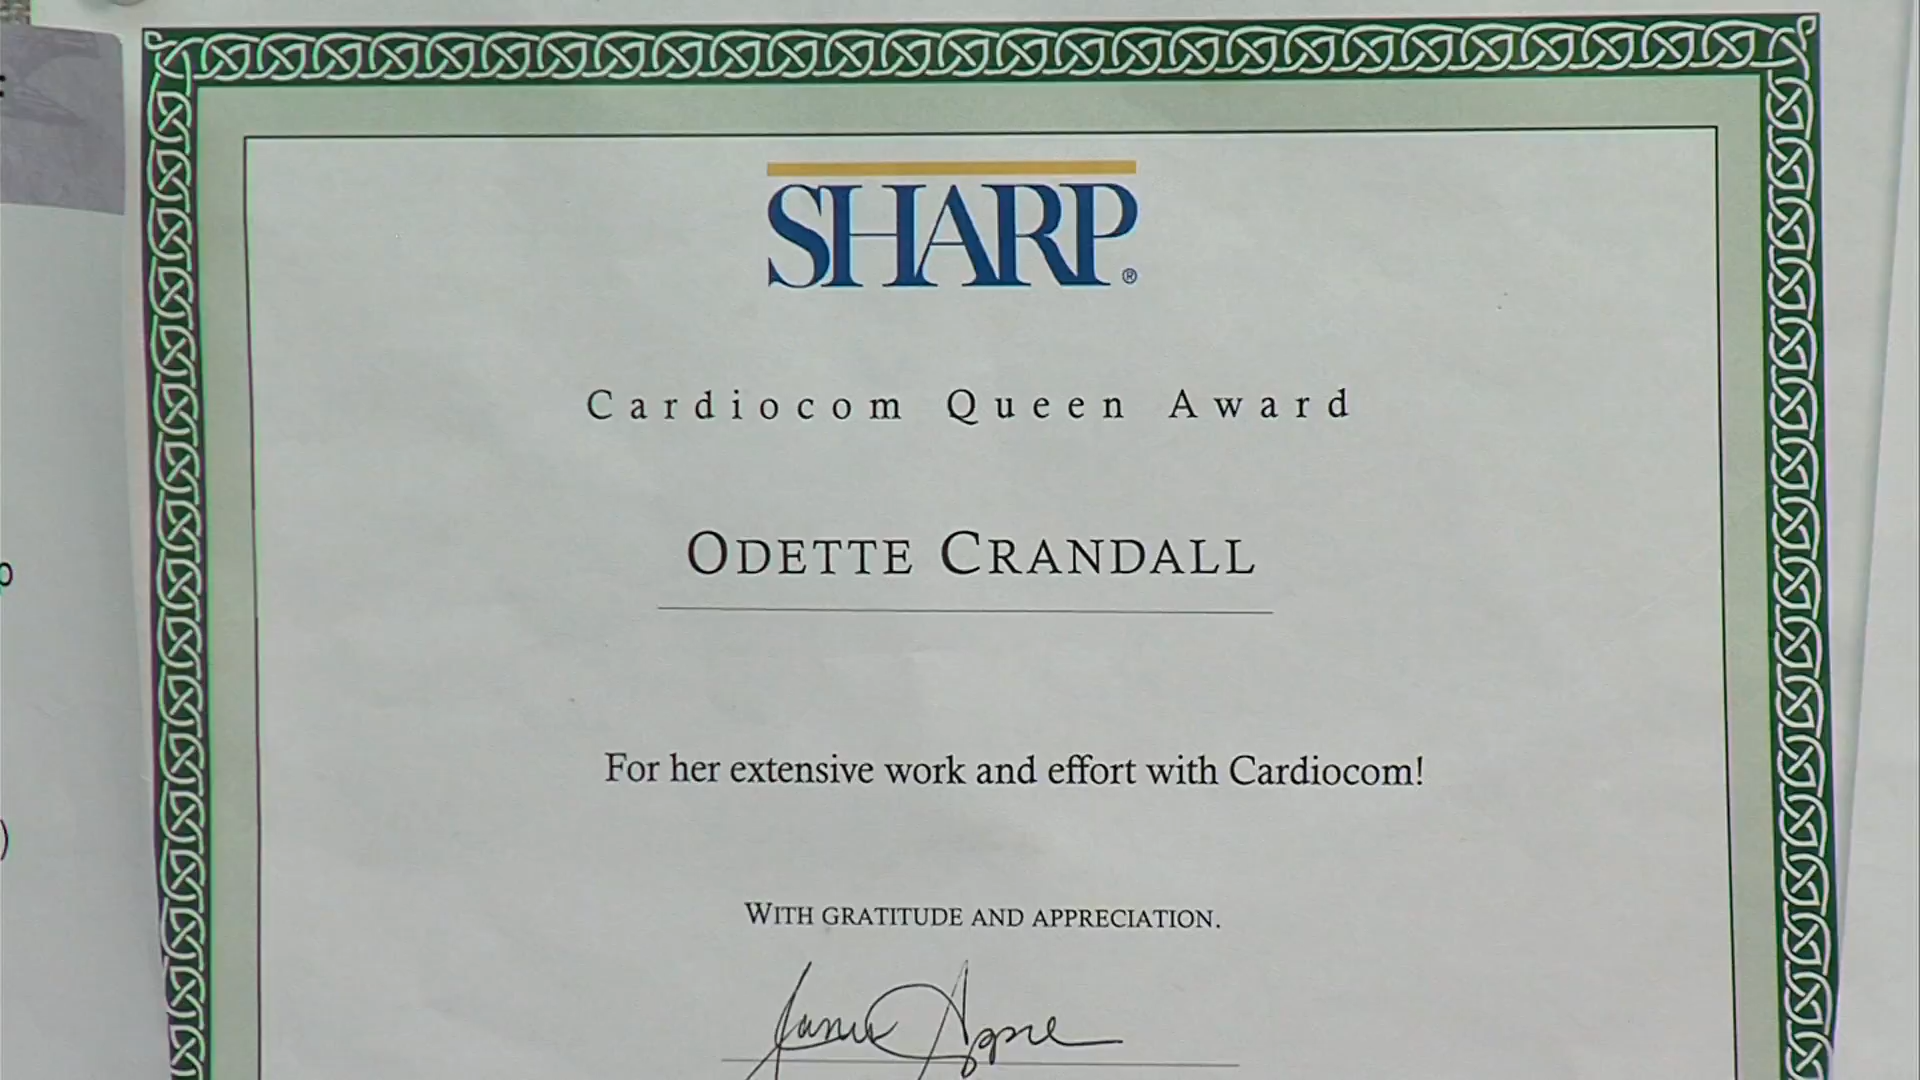 SHARP®
Cardiocom Queen Award
ODETTE CRANDALL
For her extensive work and effort with Cardiocom!
WITH GRATITUDE AND APPRECIATION.